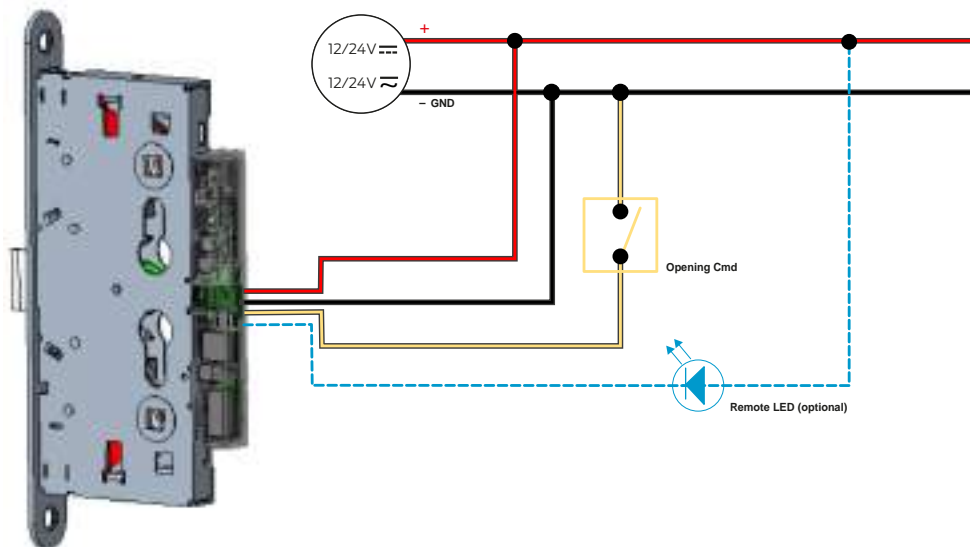 +
12/24V ⎓
12/24V ⏦
– GND
Opening Cmd
Remote LED (optional)